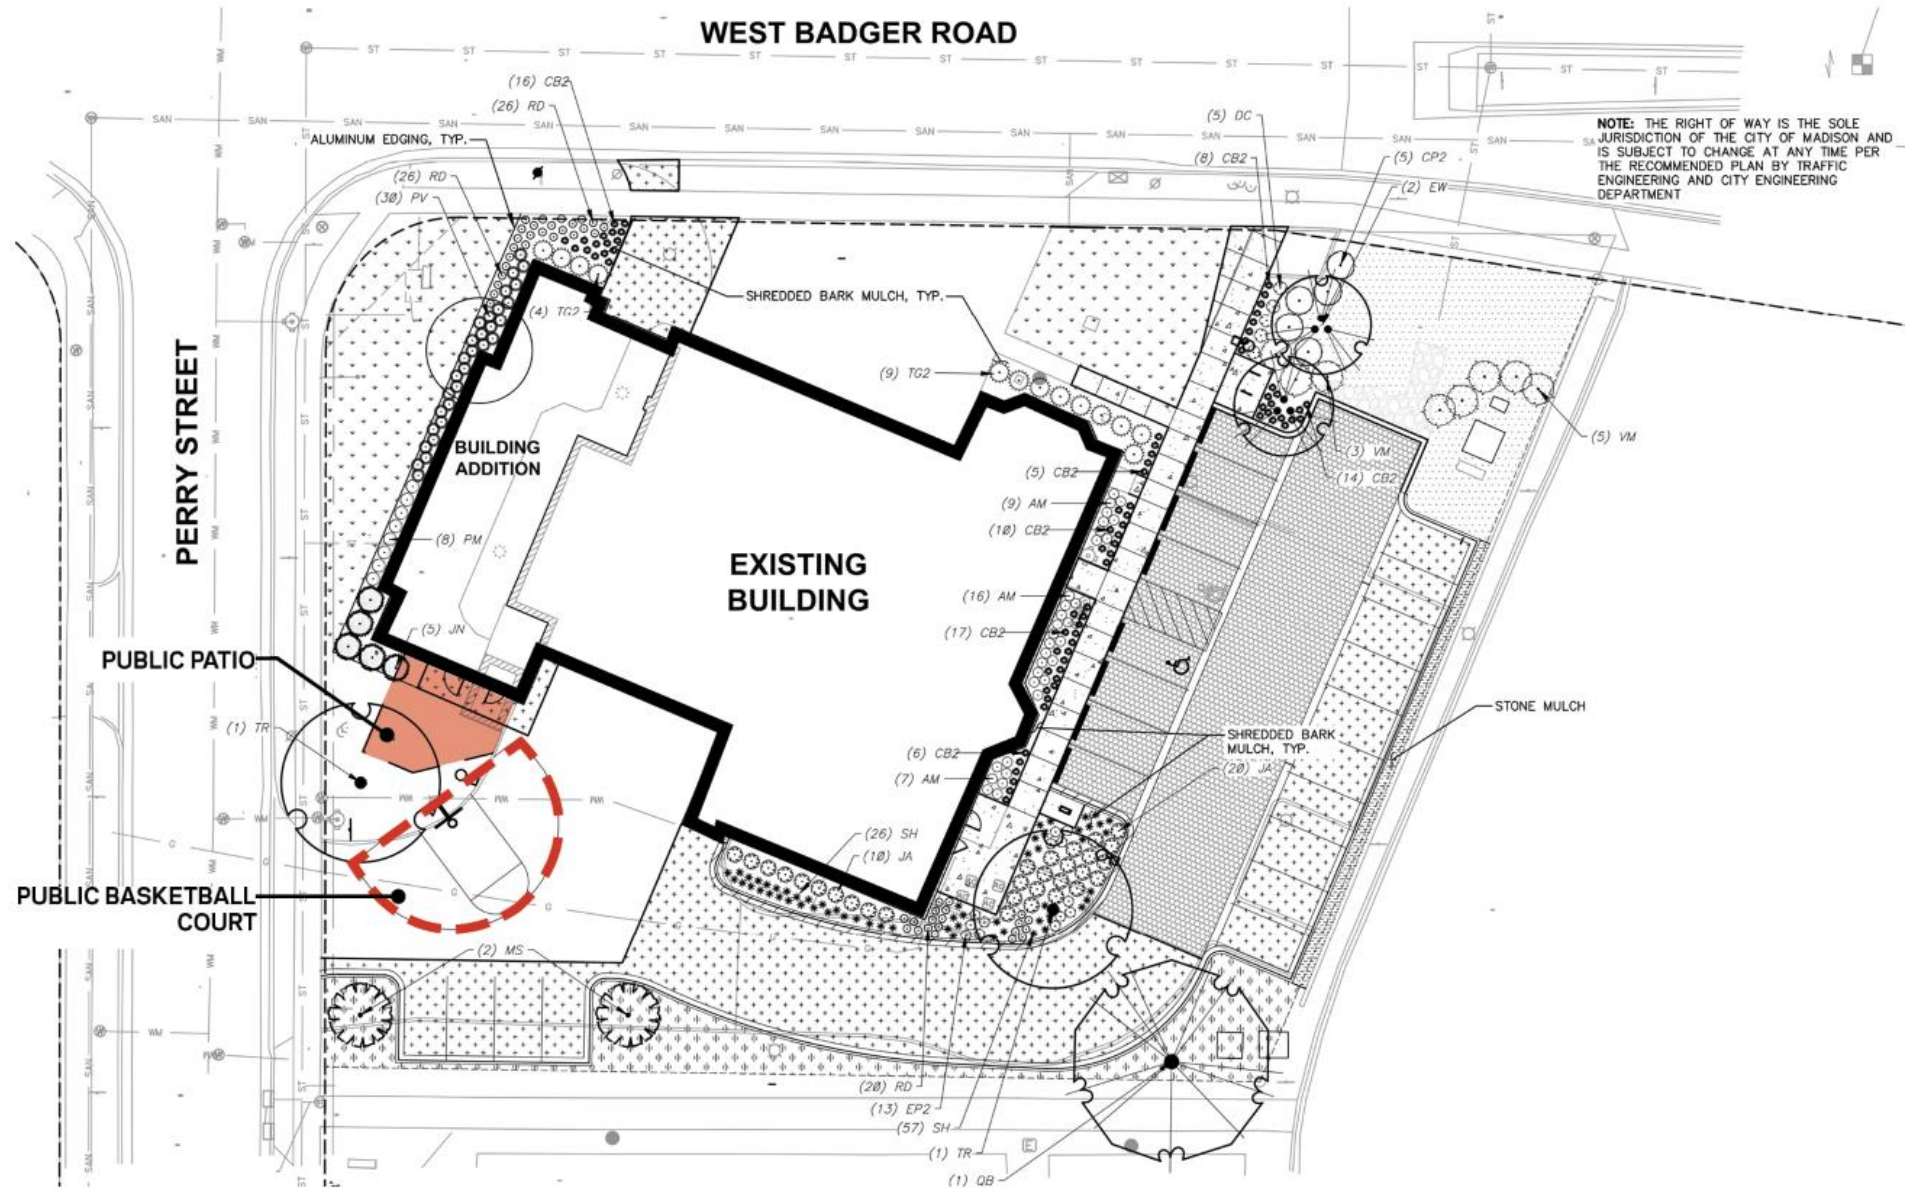 WEST BADGER ROAD
(16) CB2
(26) RD
ALUMINUM EDGING, TYP.
(26) RD
(30) PV
(5) DC
(8) CB2
(5) CP2
(2) EW
NOTE: THE RIGHT OF WAY IS THE SOLE
JURISDICTION OF THE CITY OF MADISON AND
IS SUBJECT TO CHANGE AT ANY TIME PER
THE RECOMMENDED PLAN BY TRAFFIC
ENGINEERING AND CITY ENGINEERING
DEPARTMENT
SHREDDED BARK MULCH, TYP.
(4) TG2
(9) TG2
PERRY STREET
BUILDING
ADDITION
(5) VM
(3) VM
(14) CB2
(5) CB2
(9) AM
(10) CB2
(8) PM
EXISTING
BUILDING
(16) AM
(17) CB2
(5) JN
PUBLIC PATIO
(1) TR
STONE MULCH
SHREDDED BARK
MULCH, TYP.
(20) JA
(6) CB2
(7) AM
(26) SH
(10) JA
PUBLIC BASKETBALL
COURT
(2) MS
(20) RD
(13) EP2
(57) SH
(1) TR
(1) QB
ST
SAN
WM
G
E